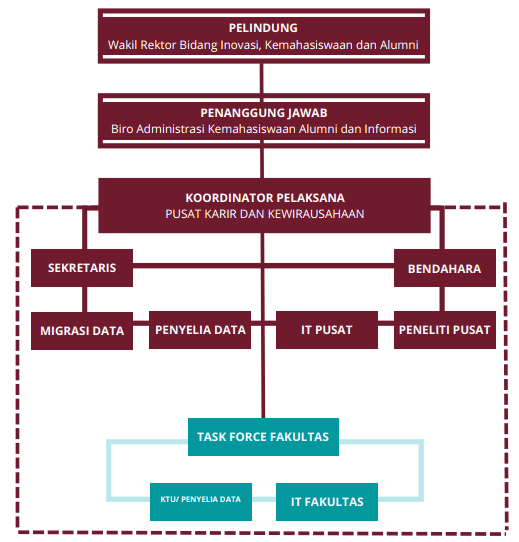 PELINDUNG
Wakil Rektor Bidang Inovasi, Kemahasiswaan dan Alumni
PENANGGUNG JAWAB
Biro Administrasi Kemahasiswaan Alumni dan Informasi
KOORDINATOR PELAKSANA
PUSAT KARIR DAN KEWIRAUSAHAAN
SEKRETARIS
BENDAHARA
MIGRASI DATA
PENYELIA DATA
IT PUSAT
PENELITI PUSAT
TASK FORCE FAKULTAS
KTU/ PENYELIA DATA
IT FAKULTAS